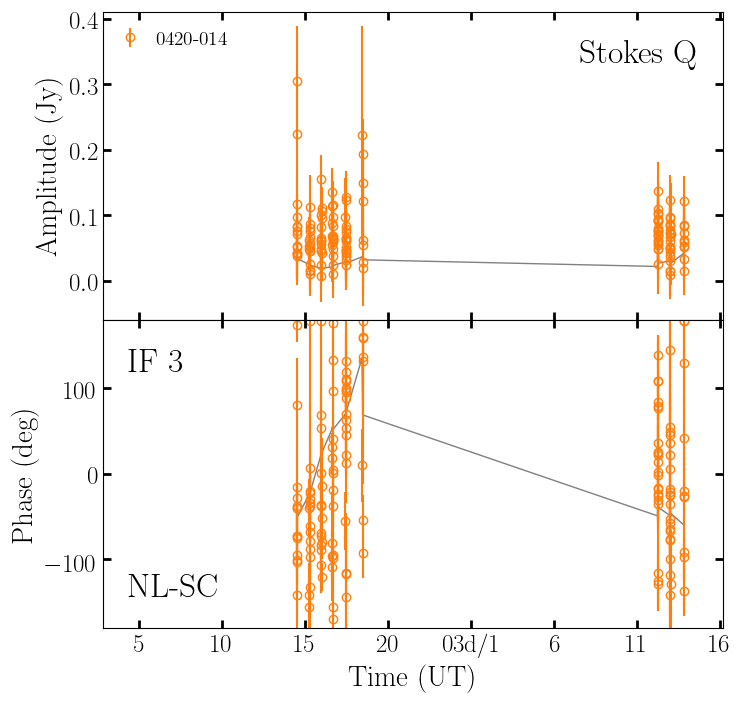 0.4
0.3
0.2
0.1
0.0
Amplitude (Jy)
0420-014
Stokes Q
100
0
−100
Phase (deg)
IF 3
NL-SC
5 10 15 20 03d/1 6 11 16
Time (UT)